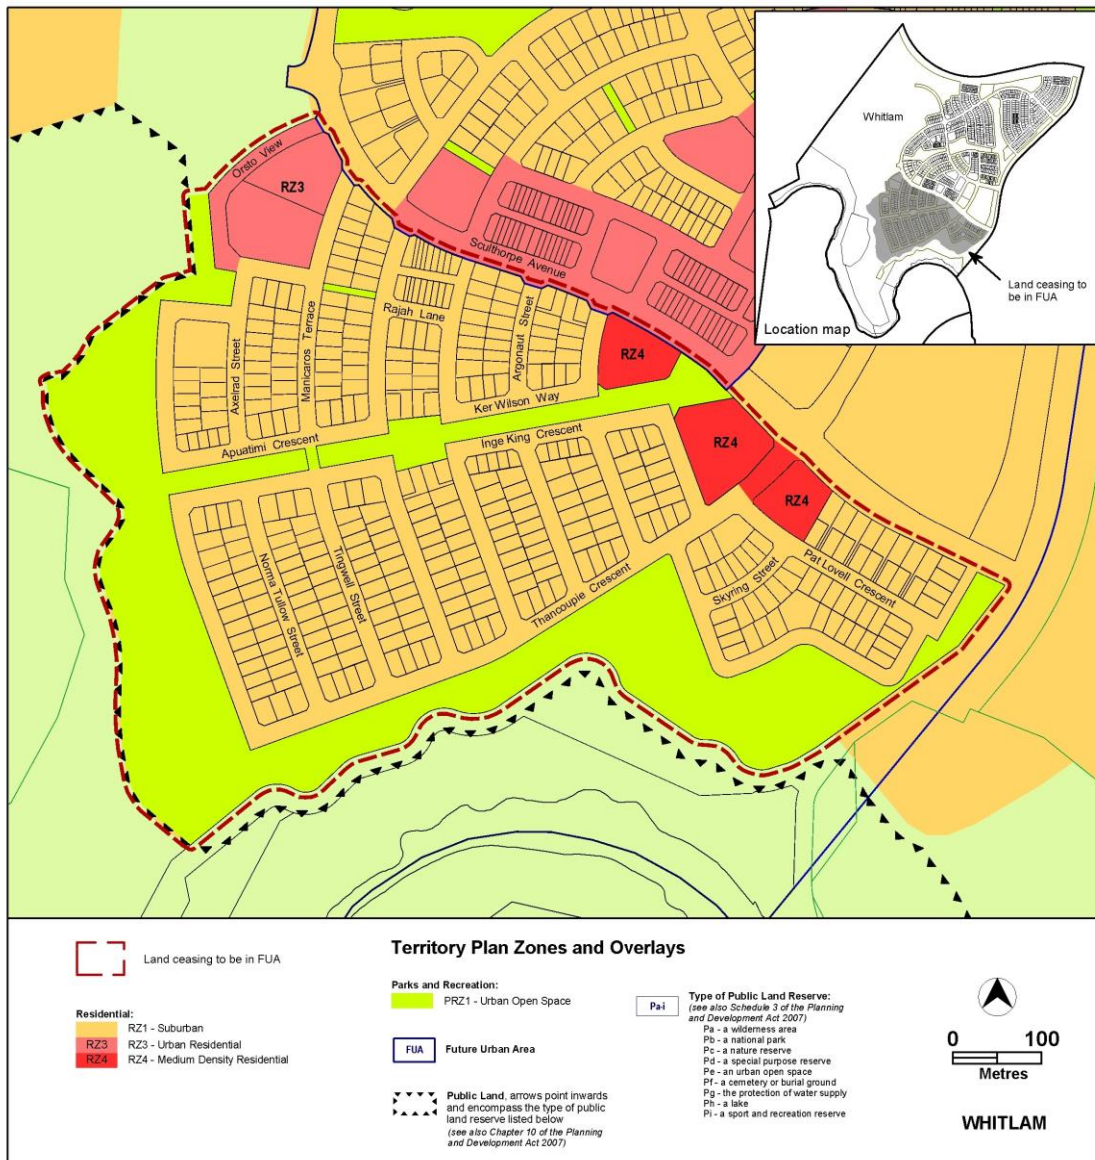 Whitlam
Land ceasing to
be in FUA
Location map
Orsto View
RZ3
Sculthorpe Avenue
Axelrad Street
Manicaros Terrace
Rajah Lane
Argonaut Street
RZ4
Ker Wilson Way
Apuatimi Crescent
Inge King Crescent
RZ4
RZ4
Norma Tullow Street
Tingwell Street
Thancoupie Crescent
Skyring Street
Pat Lovell Crescent
Land ceasing to be in FUA
Residential:
RZ1 - Suburban
RZ3 RZ3 - Urban Residential
RZ4 RZ4 - Medium Density Residential
Territory Plan Zones and Overlays
Parks and Recreation:
PRZ1 - Urban Open Space
FUA Future Urban Area
Public Land, arrows point inwards
and encompass the type of public
land reserve listed below
(see also Chapter 10 of the Planning
and Development Act 2007)
Pa-i Type of Public Land Reserve:
(see also Schedule 3 of the Planning
and Development Act 2007)
Pa - a wilderness area
Pb - a national park
Pc - a nature reserve
Pd - a special purpose reserve
Pe - an urban open space
Pf - a cemetery or burial ground
Pg - the protection of water supply
Ph - a lake
Pi - a sport and recreation reserve
0 100
Metres
WHITLAM